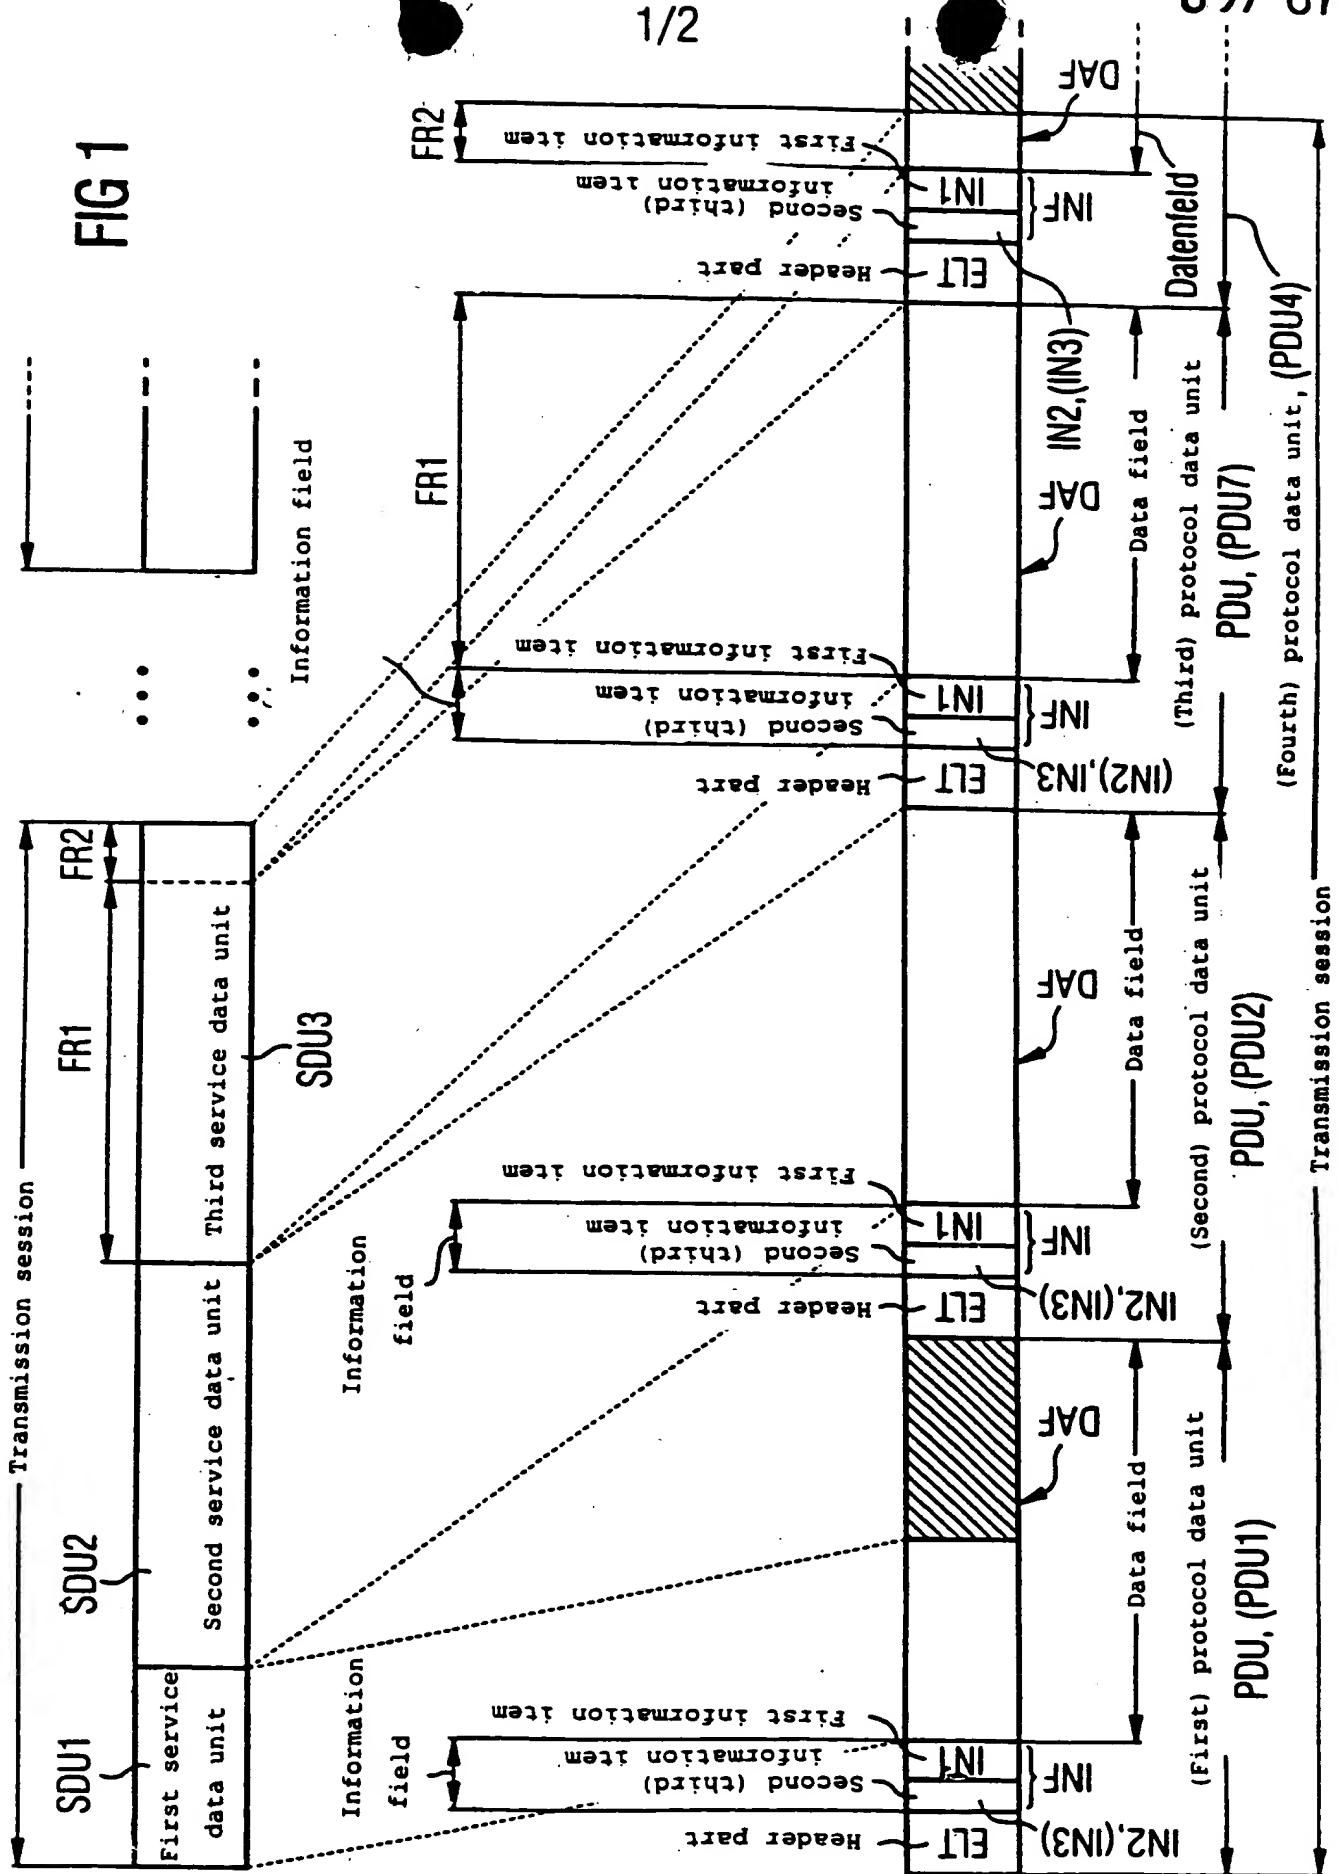 1/2
FIG 1
Transmission session
SDU1
SDU2
FR1
FR2
First service
data unit
Second service data unit
Third service data unit
SDU3
Information
field
Information
field
Information field
FR1
FR2
Header part
Second (third)
information item
First information item
Header part
Second (third)
information item
First information item
Header part
Second (third)
information item
First information item
Header part
Second (third)
information item
First information item
ELT
IN1
ELT
IN1
ELT
IN1
ELT
IN1
IN2,(IN3)
INF
DAF
IN2,(IN3)
INF
DAF
(IN2),IN3
INF
DAF
IN2,(IN3)
INF
DAF
Data field
Data field
Data field
Datenfeld
(First) protocol data unit
(Second) protocol data unit
(Third) protocol data unit
PDU, (PDU1)
PDU, (PDU2)
PDU, (PDU7)
(Fourth) protocol data unit, (PDU4)
Transmission session